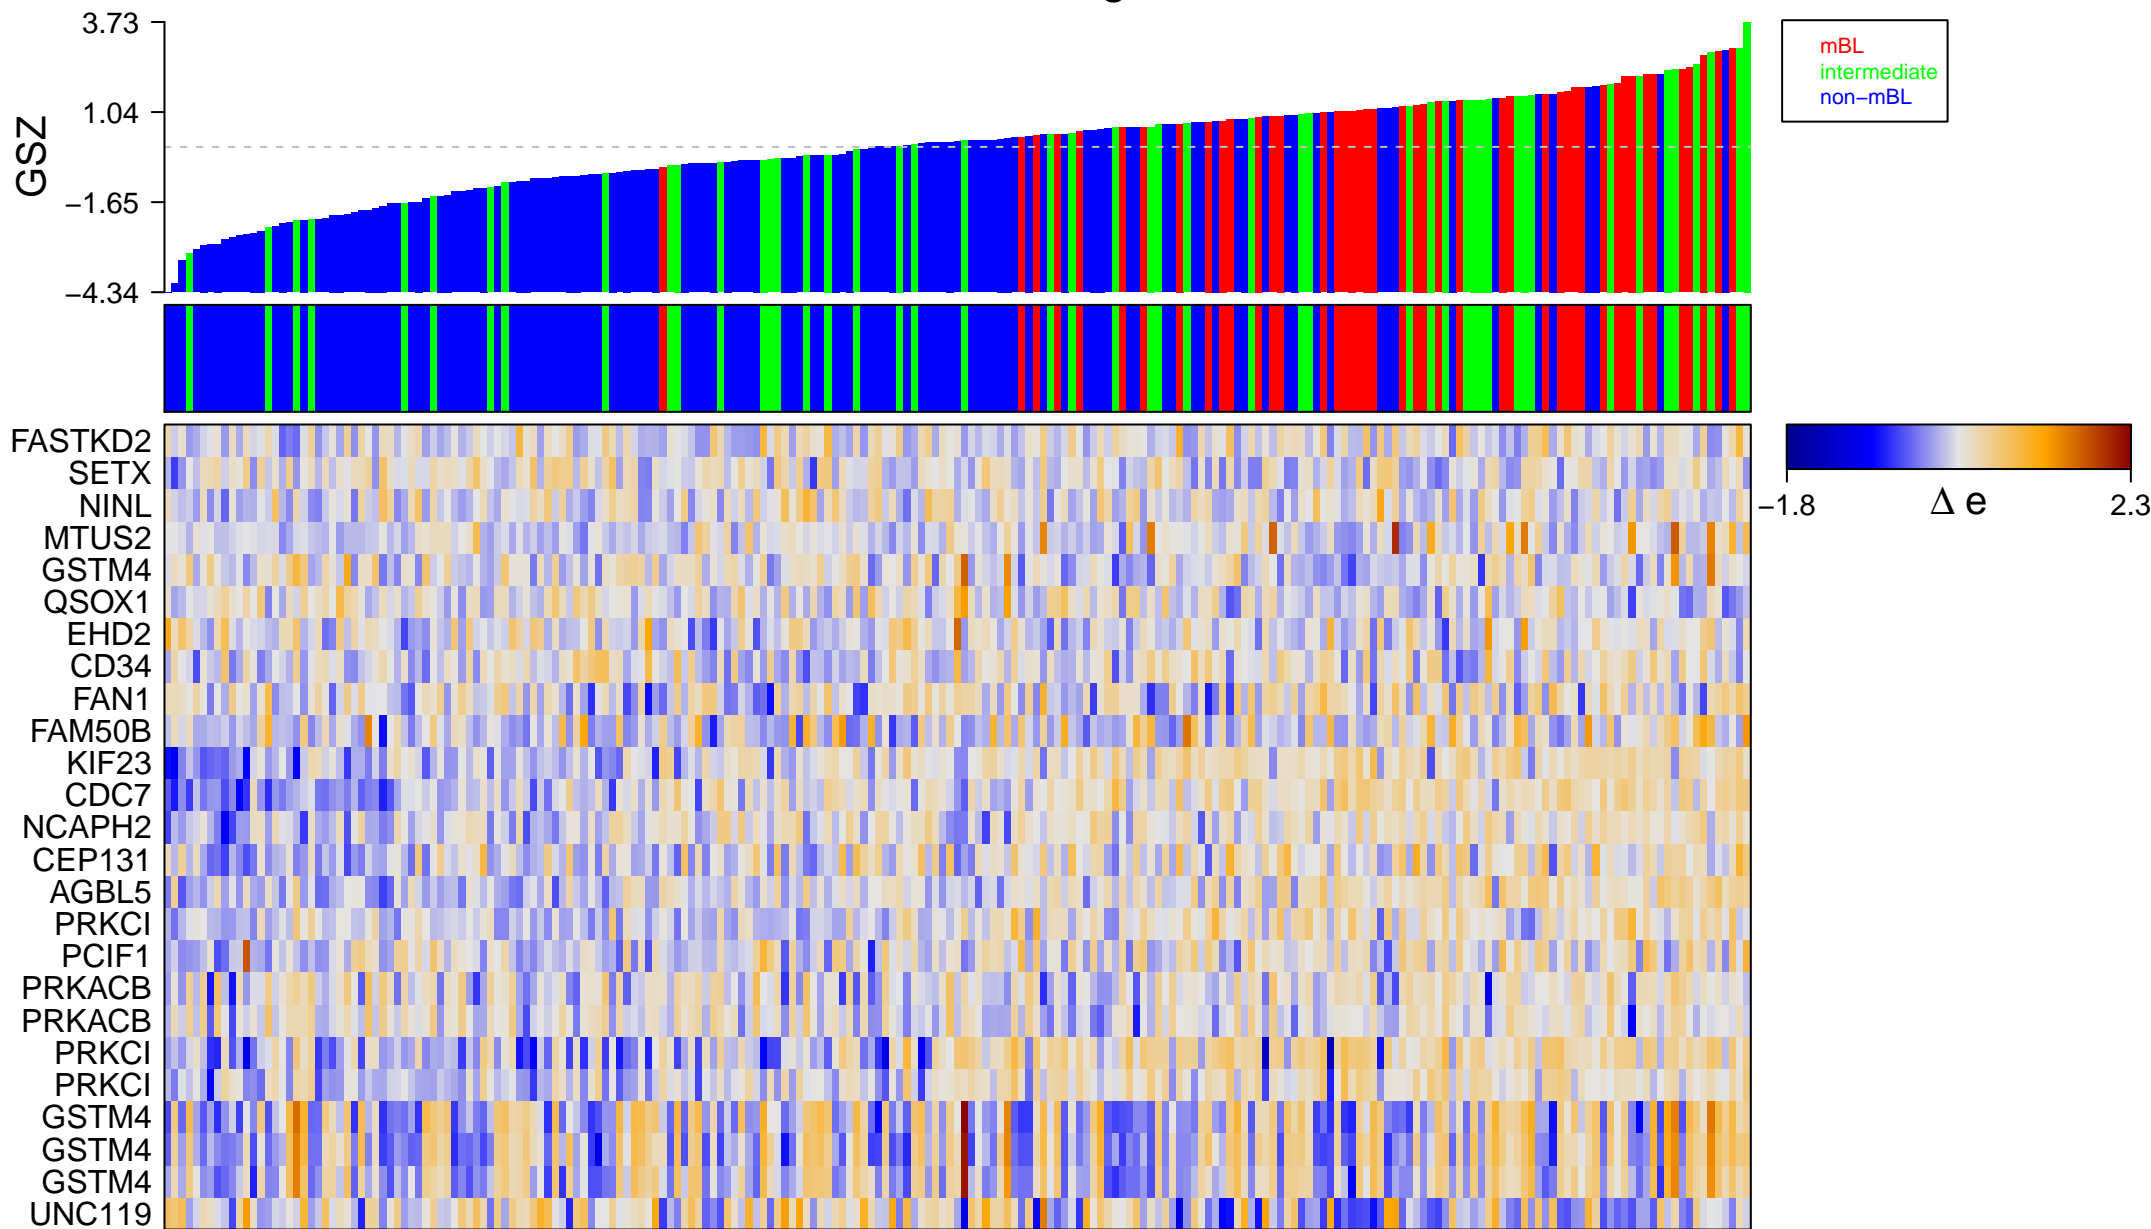 3.73
1.04
−1.65
−4.34
GSZ
mBL
intermediate
non−mBL
FASTKD2
SETX
NINL
MTUS2
GSTM4
QSOX1
EHD2
CD34
FAN1
FAM50B
KIF23
CDC7
NCAPH2
CEP131
AGBL5
PRKCI
PCIF1
PRKACB
PRKACB
PRKCI
PRKCI
GSTM4
GSTM4
GSTM4
UNC119
−1.8 Δ e 2.3